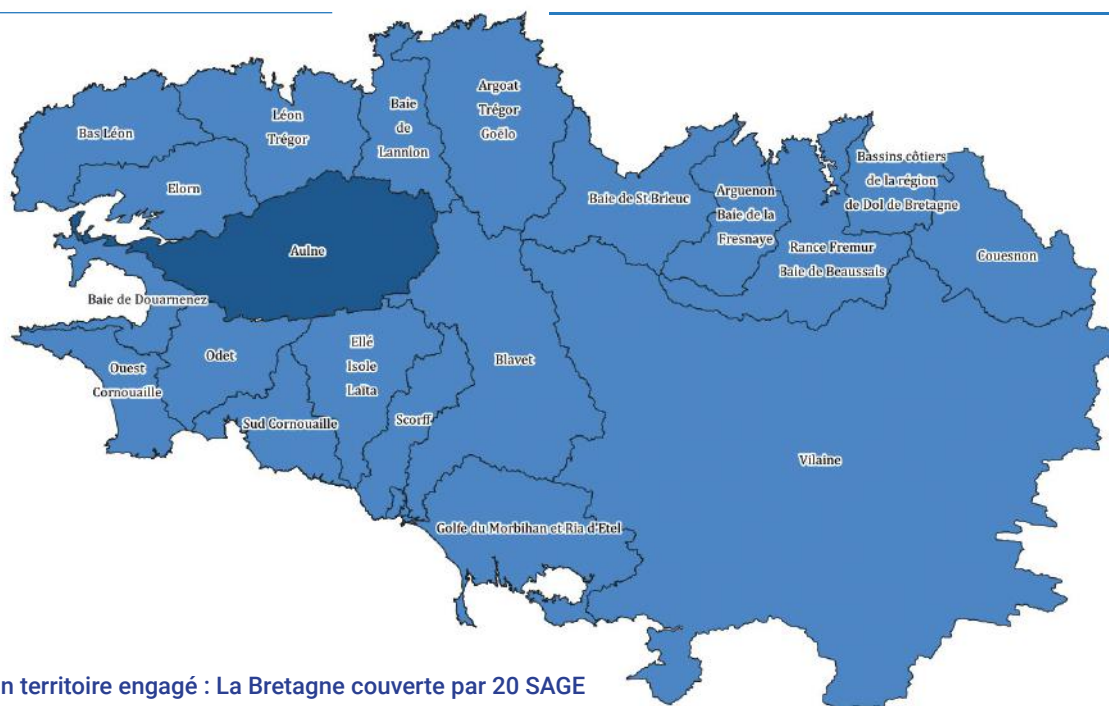 Bas Léon
Léon
Trégor
Baie
de
Lannion
Argoat
Trégor
Goëlo
Elorn
Aulne
Baie de St Brieuc
Arguenon
Baie de la
Fresnaye
Bassins côtiers
de la région
de Dol de Bretagne
Rance Fremur
Baie de Beaussais
Couesnon
Baie de Douarnenez
Ouest
Cornouaille
Odet
Ellé
Isole
Laïta
Sud Cornouaille
Scorff
Blavet
Vilaine
Golfe du Morbihan et Ria d'Etel
n territoire engagé : La Bretagne couverte par 20 SAGE